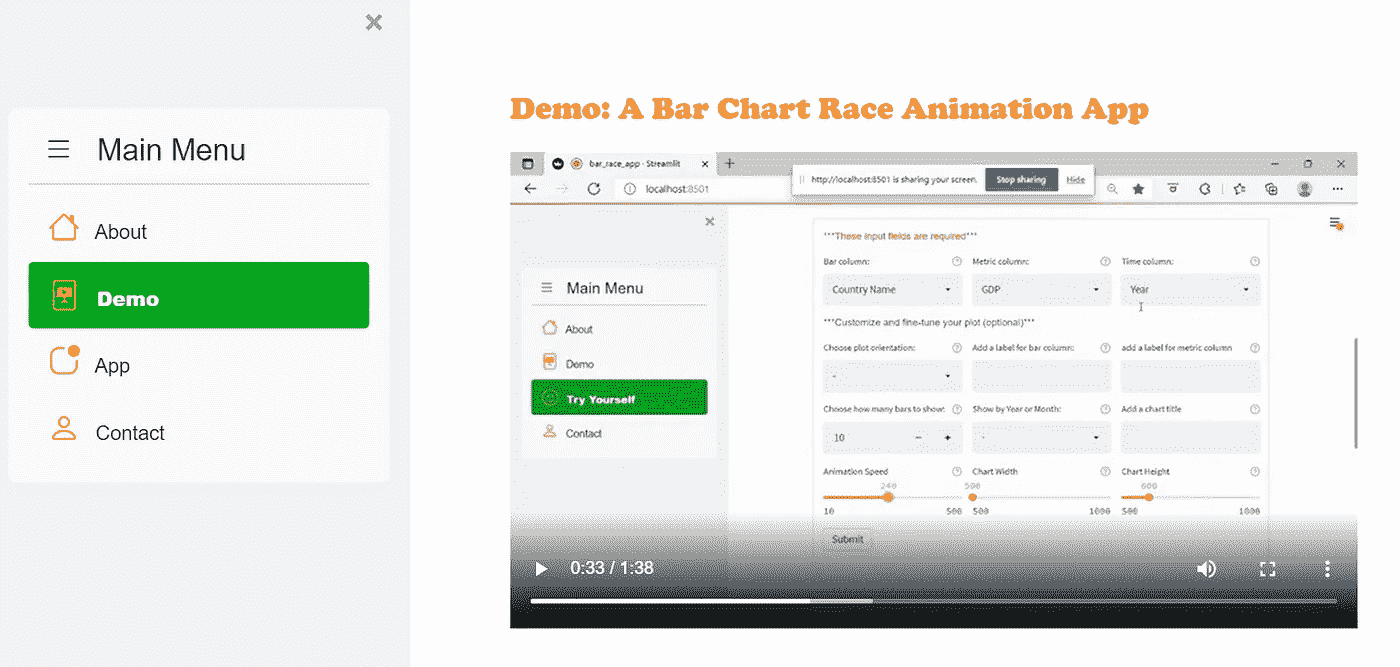 Main Menu
About
Demo
App
Contact
Demo: A Bar Chart Race Animation App
bar_race_app · Streamlit
localhost:8501
http://localhost:8501 is sharing your screen.
Stop sharing
Hide
Main Menu
About
Demo
Try Yourself
Contact
***These input fields are required***
Bar column: Metric column: Time column:
Country Name GDP Year
***Customize and fine-tune your plot (optional)***
Choose plot orientation: Add a label for bar column: add a label for metric column
-
Choose how many bars to show: Show by Year or Month: Add a chart title
10 - + -
Animation Speed Chart Width Chart Height
240 500 600
10 500 500 1000 500 1000
Submit
0:33 / 1:38